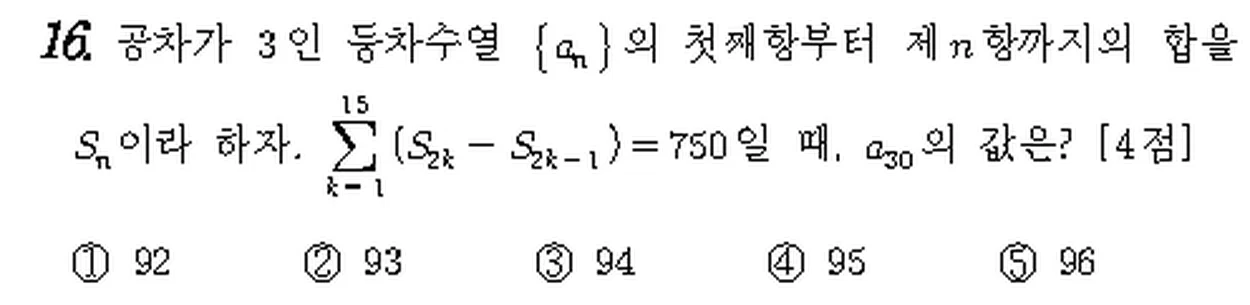 16. 공차가 3인 등차수열 {aₙ}의 첫째항부터 제n항까지의 합을
Sₙ이라 하자. ∑_{k=1}^{15} (S_{2k} − S_{2k−1}) = 750일 때, a₃₀의 값은? [4점]
① 92 ② 93 ③ 94 ④ 95 ⑤ 96